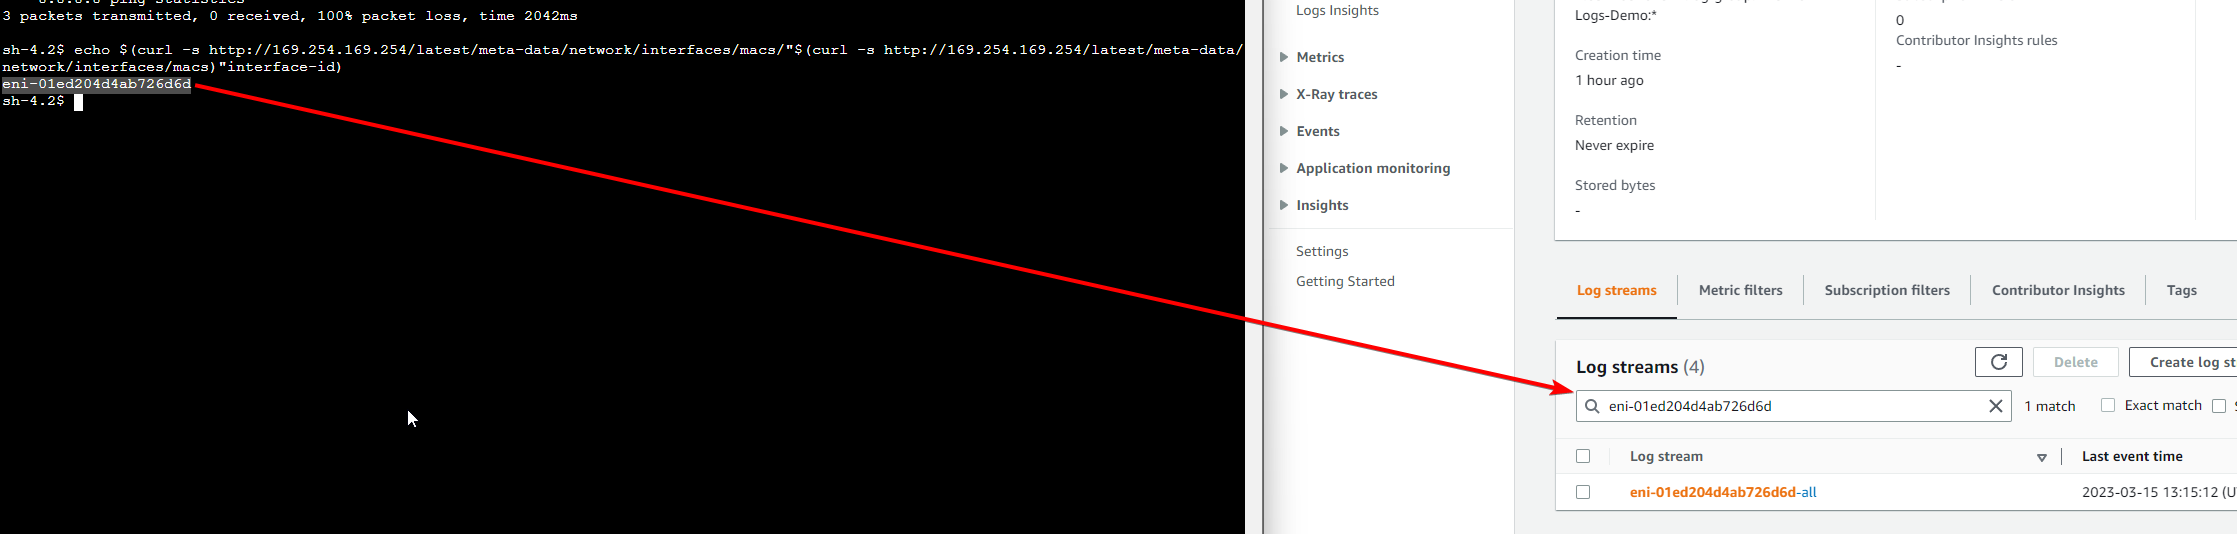 3 packets transmitted, 0 received, 100% packet loss, time 2042ms
sh-4.2$ echo $(curl -s http://169.254.169.254/latest/meta-data/network/interfaces/macs/"$(curl -s http://169.254.169.254/latest/meta-data/
network/interfaces/macs)"interface-id)
eni-01ed204d4ab726d6d
sh-4.2$
Logs Insights
Metrics
X-Ray traces
Events
Application monitoring
Insights
Settings
Getting Started
Logs-Demo:*
Creation time
1 hour ago
Retention
Never expire
Stored bytes
-
0
Contributor Insights rules
-
Log streams
Metric filters
Subscription filters
Contributor Insights
Tags
Log streams (4)
Delete
Create log st
eni-01ed204d4ab726d6d
1 match
Exact match
Log stream
Last event time
eni-01ed204d4ab726d6d-all
2023-03-15 13:15:12 (U